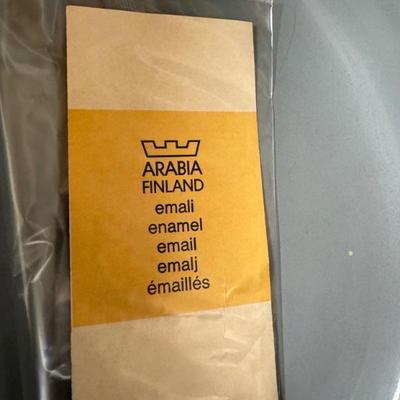 ARABIA
FINLAND
emali
enamel
email
emalj
émaillés